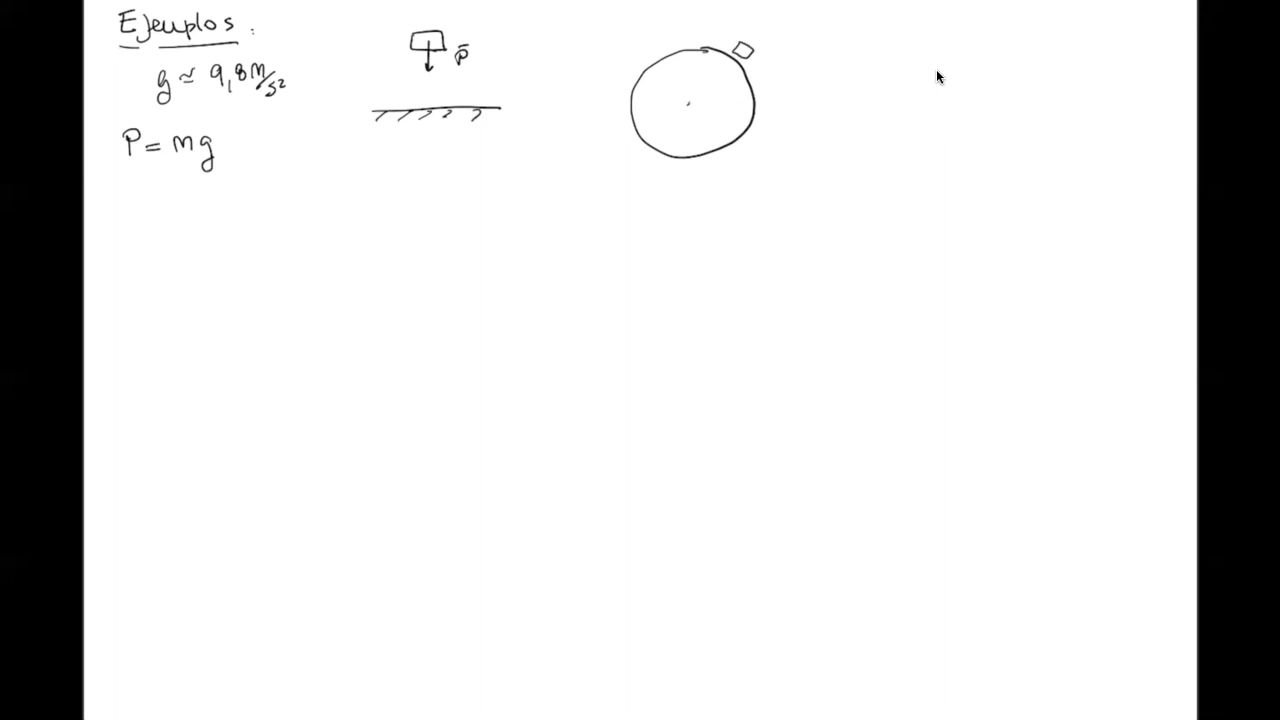 Ejemplos.
g ≃ 9,8 m/s²
P̄
P = mg